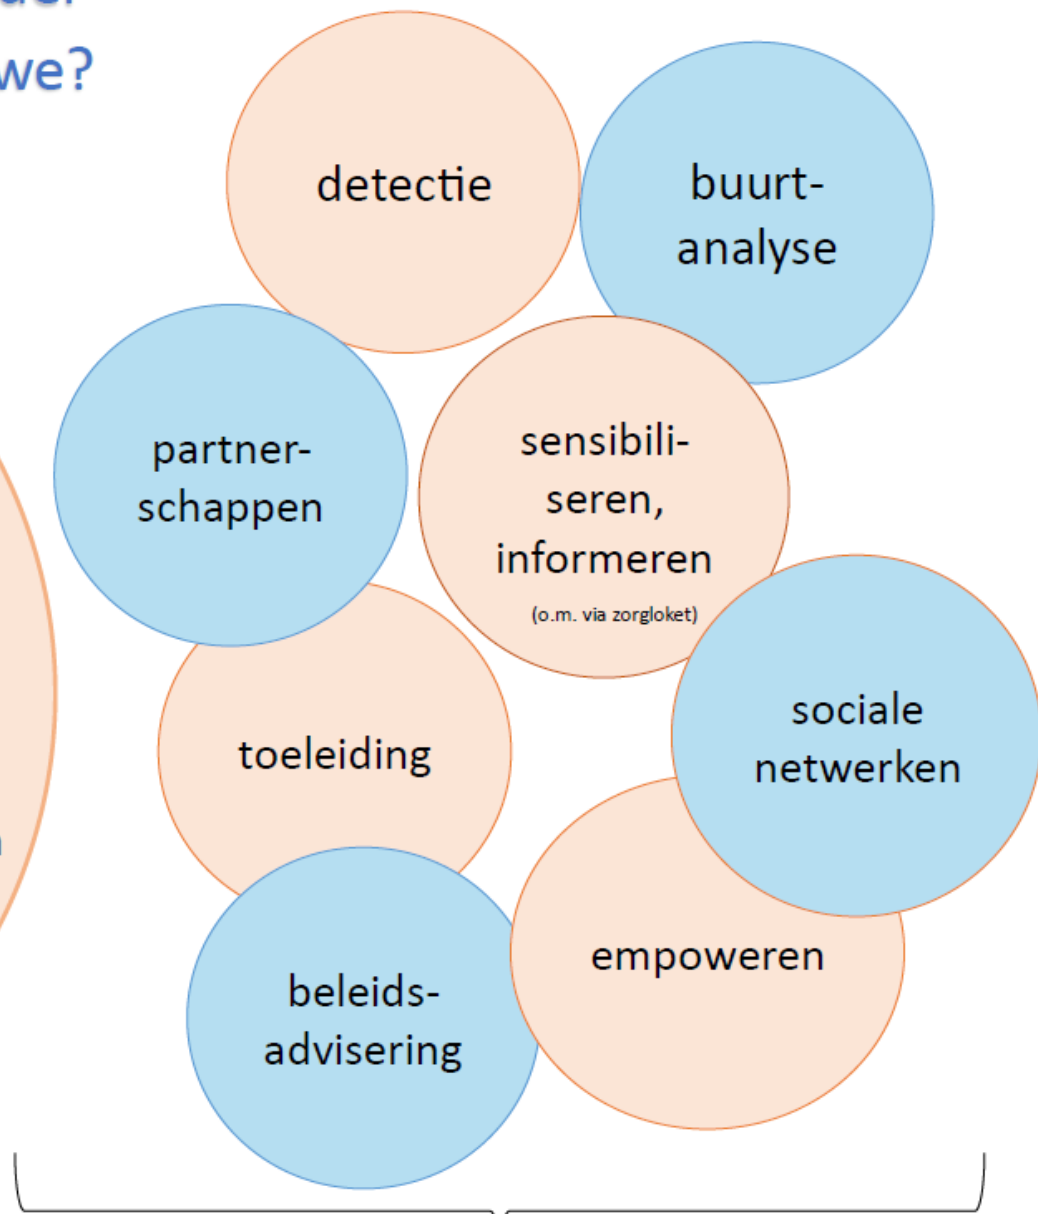 we?
detectie
buurt-
analyse
partner-
schappen
sensibili-
seren,
informeren
(o.m. via zorgloket)
toeleiding
sociale
netwerken
empoweren
beleids-
advisering